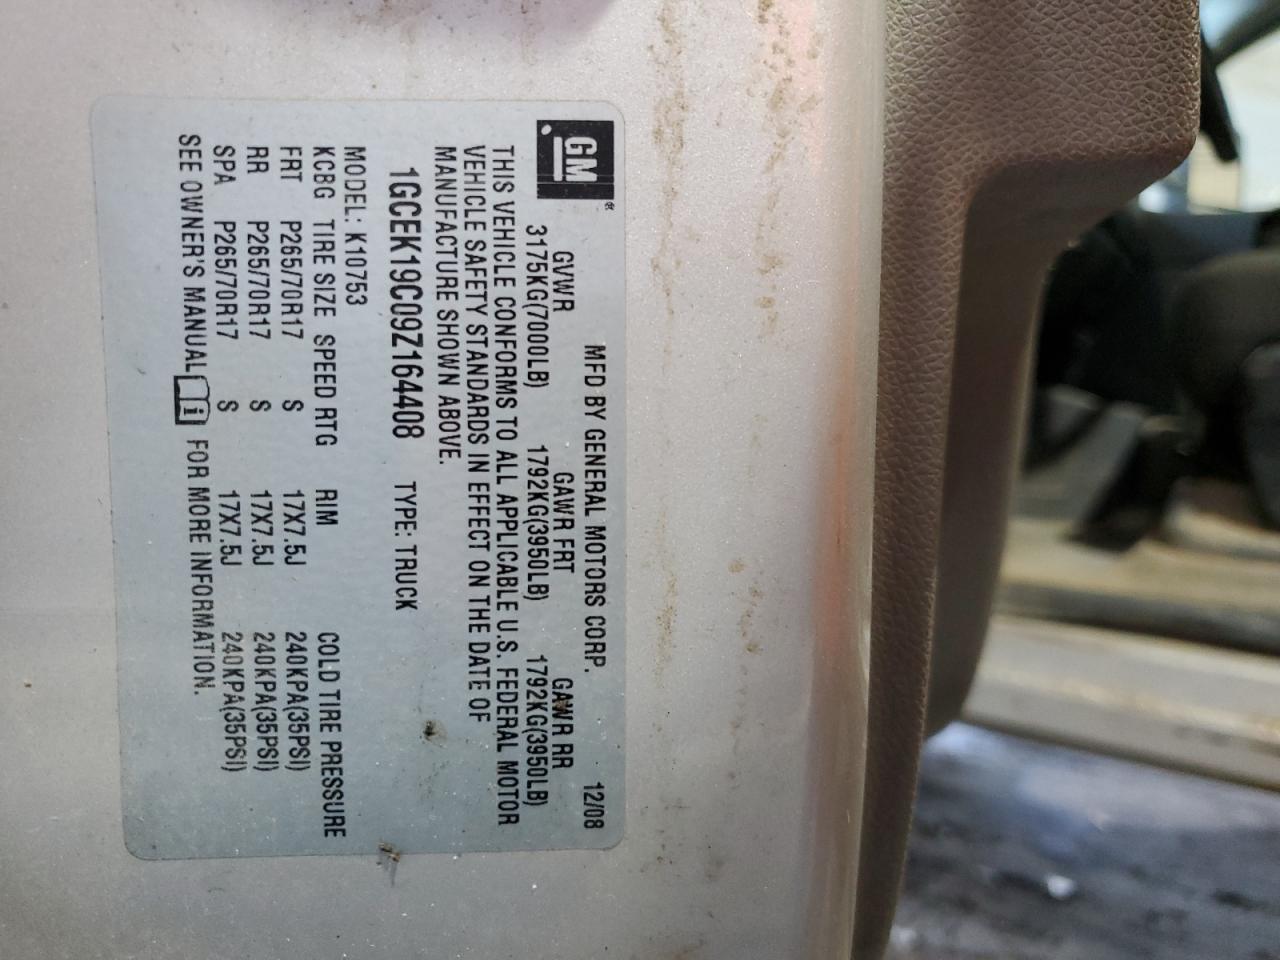 GM
MFD BY GENERAL MOTORS CORP. 12/08
GVWR GAWR FRT GAWR RR
3175KG(7000LB) 1792KG(3950LB) 1792KG(3950LB)
THIS VEHICLE CONFORMS TO ALL APPLICABLE U.S. FEDERAL MOTOR
VEHICLE SAFETY STANDARDS IN EFFECT ON THE DATE OF
MANUFACTURE SHOWN ABOVE.
1GCEK19C09Z164408 TYPE: TRUCK
MODEL: K10753
KCBG TIRE SIZE SPEED RTG RIM COLD TIRE PRESSURE
FRT P265/70R17 S 17X7.5J 240KPA(35PSI)
RR P265/70R17 S 17X7.5J 240KPA(35PSI)
SPA P265/70R17 S 17X7.5J 240KPA(35PSI)
SEE OWNER'S MANUAL i FOR MORE INFORMATION.